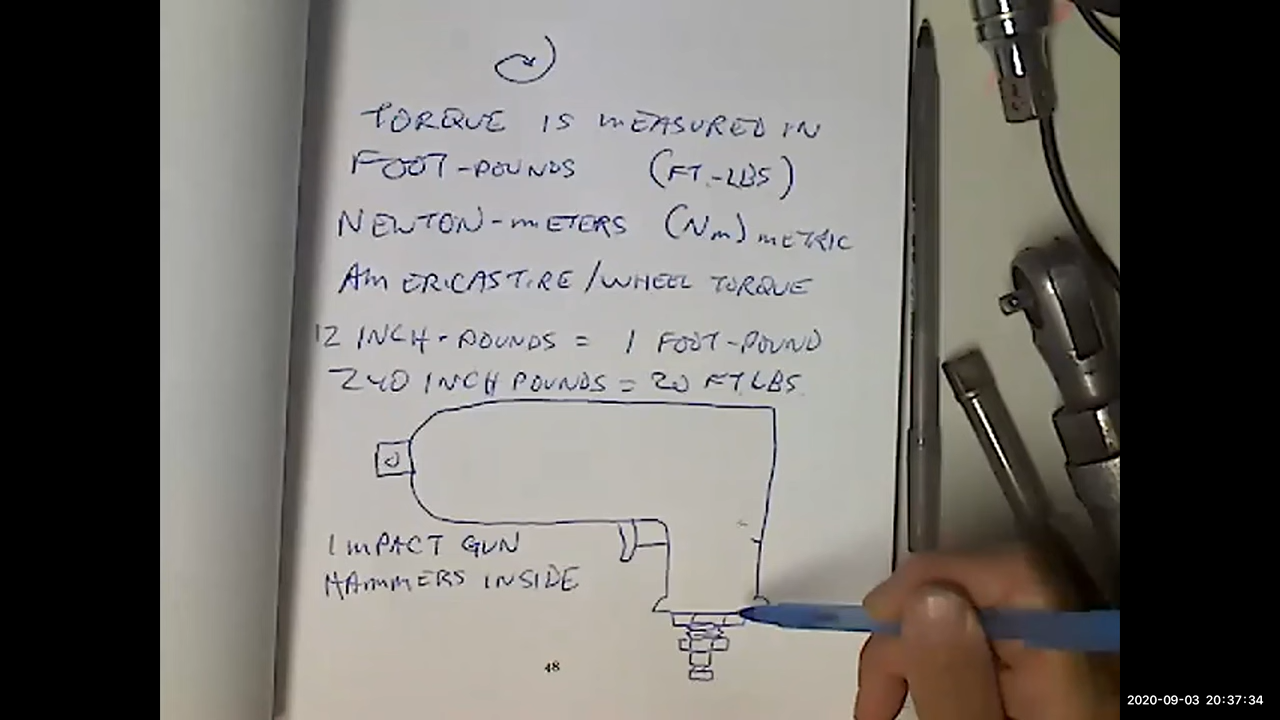 TORQUE IS MEASURED IN
FOOT-POUNDS (FT.-LBS)
NEWTON-METERS (Nm) METRIC
AMERICASTIRE/WHEEL TORQUE
12 INCH-POUNDS = 1 FOOT-POUND
240 INCH POUNDS = 20 FT.LBS.
IMPACT GUN
HAMMERS INSIDE
48
2020-09-03 20:37:34